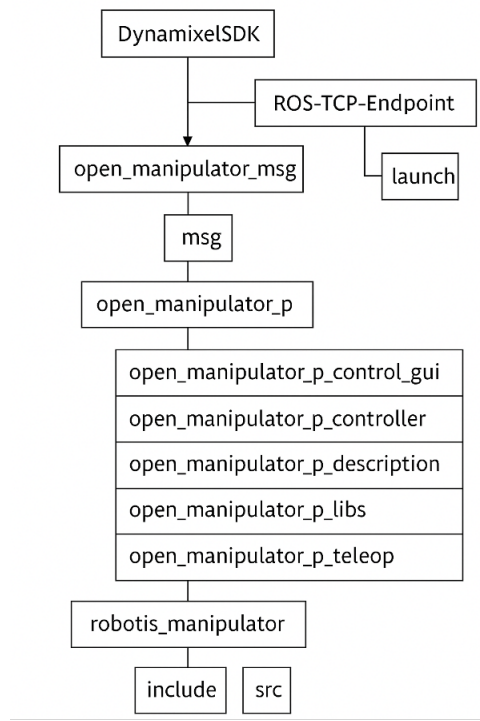 DynamixelSDK
ROS-TCP-Endpoint
open_manipulator_msg
launch
msg
open_manipulator_p
open_manipulator_p_control_gui
open_manipulator_p_controller
open_manipulator_p_description
open_manipulator_p_libs
open_manipulator_p_teleop
robotis_manipulator
include
src